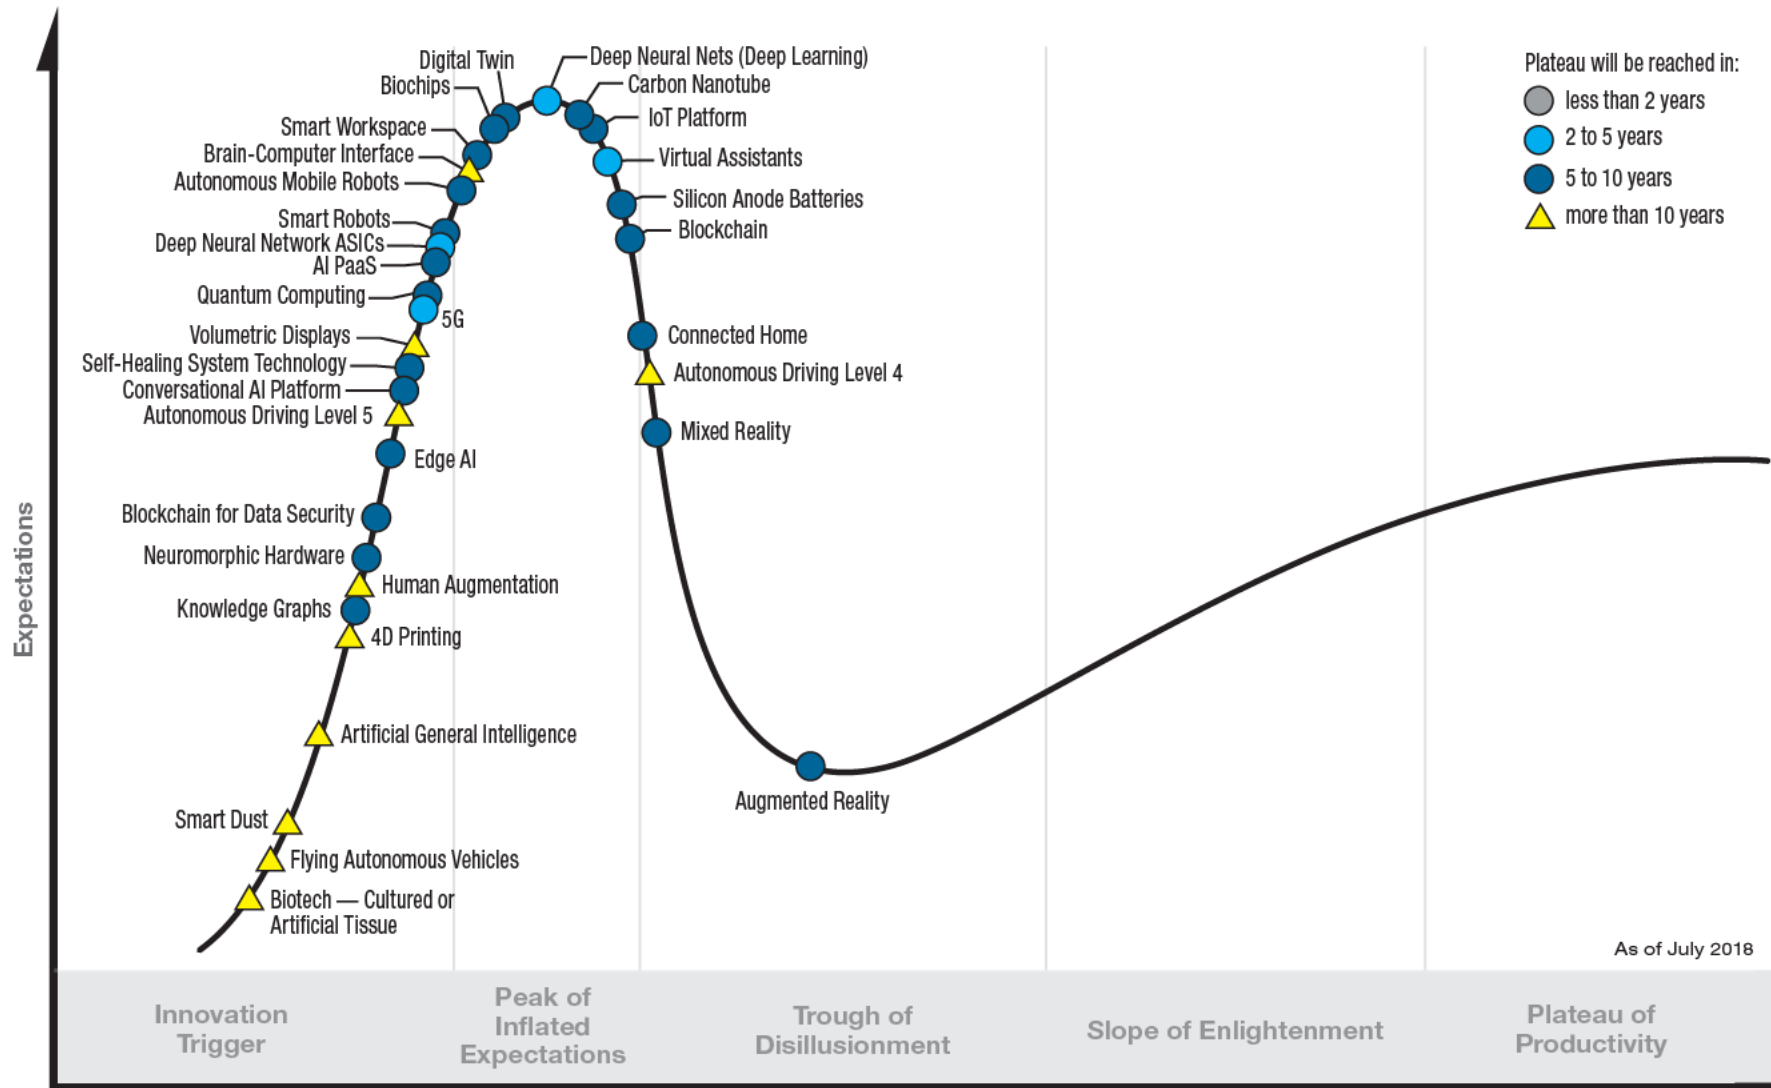 Digital Twin
Deep Neural Nets (Deep Learning)
Biochips
Carbon Nanotube
Smart Workspace
IoT Platform
Brain-Computer Interface
Virtual Assistants
Autonomous Mobile Robots
Silicon Anode Batteries
Smart Robots
Blockchain
Deep Neural Network ASICs
AI PaaS
Quantum Computing
5G
Volumetric Displays
Connected Home
Self-Healing System Technology
Autonomous Driving Level 4
Conversational AI Platform
Autonomous Driving Level 5
Mixed Reality
Edge AI
Blockchain for Data Security
Neuromorphic Hardware
Human Augmentation
Knowledge Graphs
4D Printing
Artificial General Intelligence
Augmented Reality
Smart Dust
Flying Autonomous Vehicles
Biotech — Cultured or
Artificial Tissue
Plateau will be reached in:
less than 2 years
2 to 5 years
5 to 10 years
more than 10 years
Expectations
As of July 2018
Innovation
Trigger
Peak of
Inflated
Expectations
Trough of
Disillusionment
Slope of Enlightenment
Plateau of
Productivity